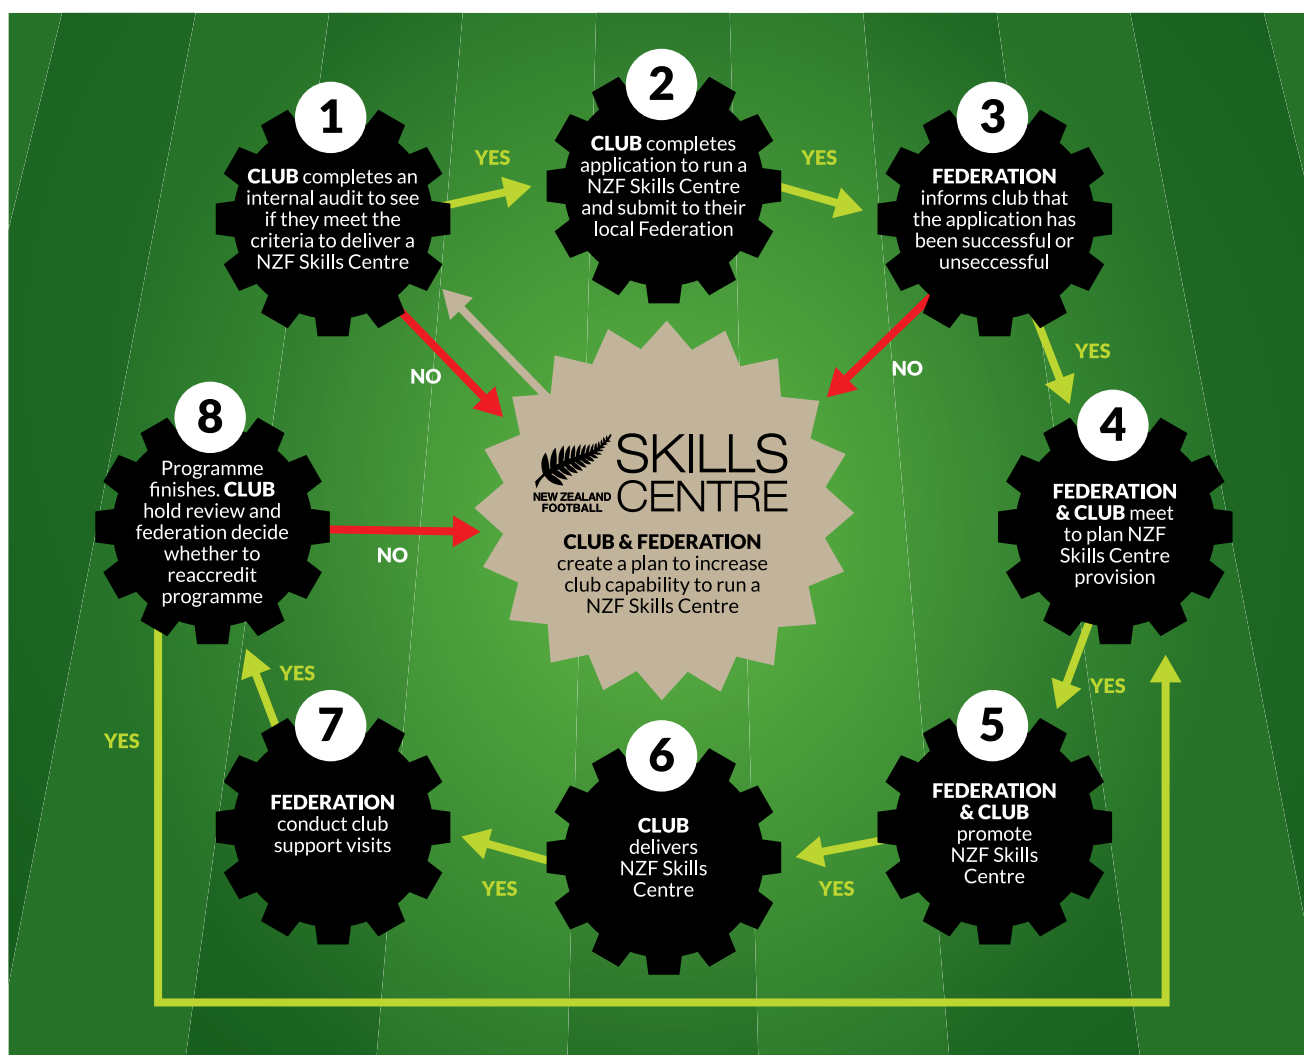 1
CLUB completes an
internal audit to see
if they meet the
criteria to deliver a
NZF Skills Centre
YES
2
CLUB completes
application to run a
NZF Skills Centre
and submit to their
local Federation
YES
3
FEDERATION
informs club that
the application has
been successful or
unseccessful
NO
NO
YES
4
FEDERATION
& CLUB meet
to plan NZF
Skills Centre
provision
YES
5
FEDERATION
& CLUB
promote
NZF Skills
Centre
YES
6
CLUB
delivers
NZF Skills
Centre
YES
7
FEDERATION
conduct club
support visits
YES
8
Programme
finishes. CLUB
hold review and
federation decide
whether to
reaccredit
programme
NO
YES
NEW ZEALAND
FOOTBALL
SKILLS
CENTRE
CLUB & FEDERATION
create a plan to increase
club capability to run a
NZF Skills Centre